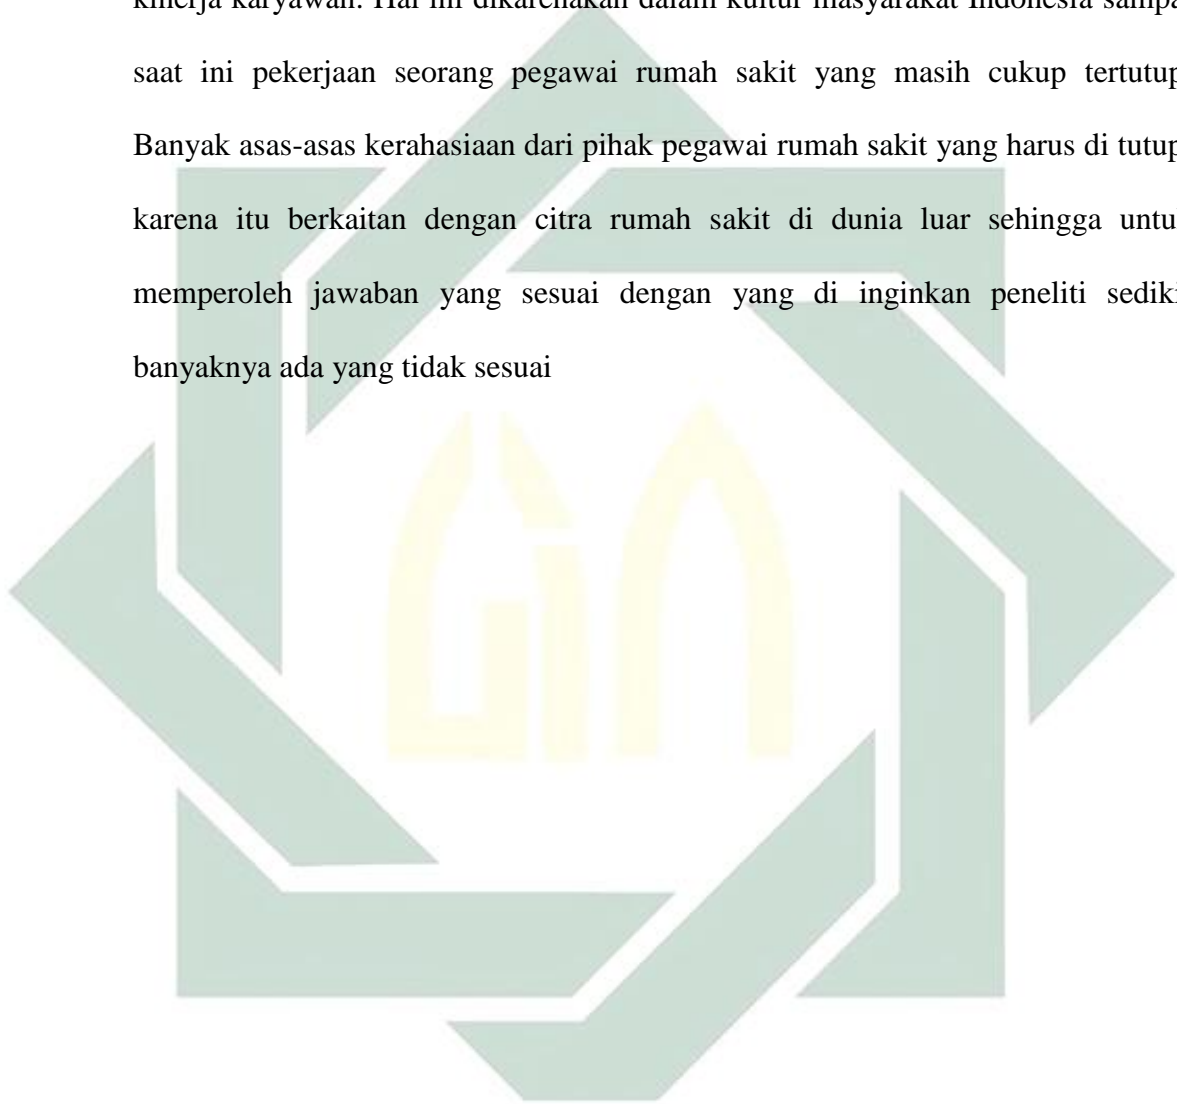 kinerja karyawan. Hal ini dikarenakan dalam kultur masyarakat Indonesia sampa
saat ini pekerjaan seorang pegawai rumah sakit yang masih cukup tertutup
Banyak asas-asas kerahasiaan dari pihak pegawai rumah sakit yang harus di tutup
karena itu berkaitan dengan citra rumah sakit di dunia luar sehingga untu
memperoleh jawaban yang sesuai dengan yang di inginkan peneliti sediki
banyaknya ada yang tidak sesuai